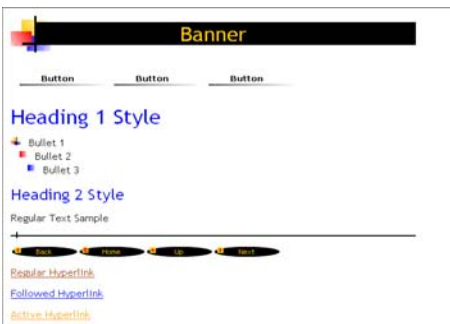 Banner
Button Button Button
Heading 1 Style
Bullet 1
Bullet 2
Bullet 3
Heading 2 Style
Regular Text Sample
Back Home Up Next
Regular Hyperlink
Followed Hyperlink
Active Hyperlink